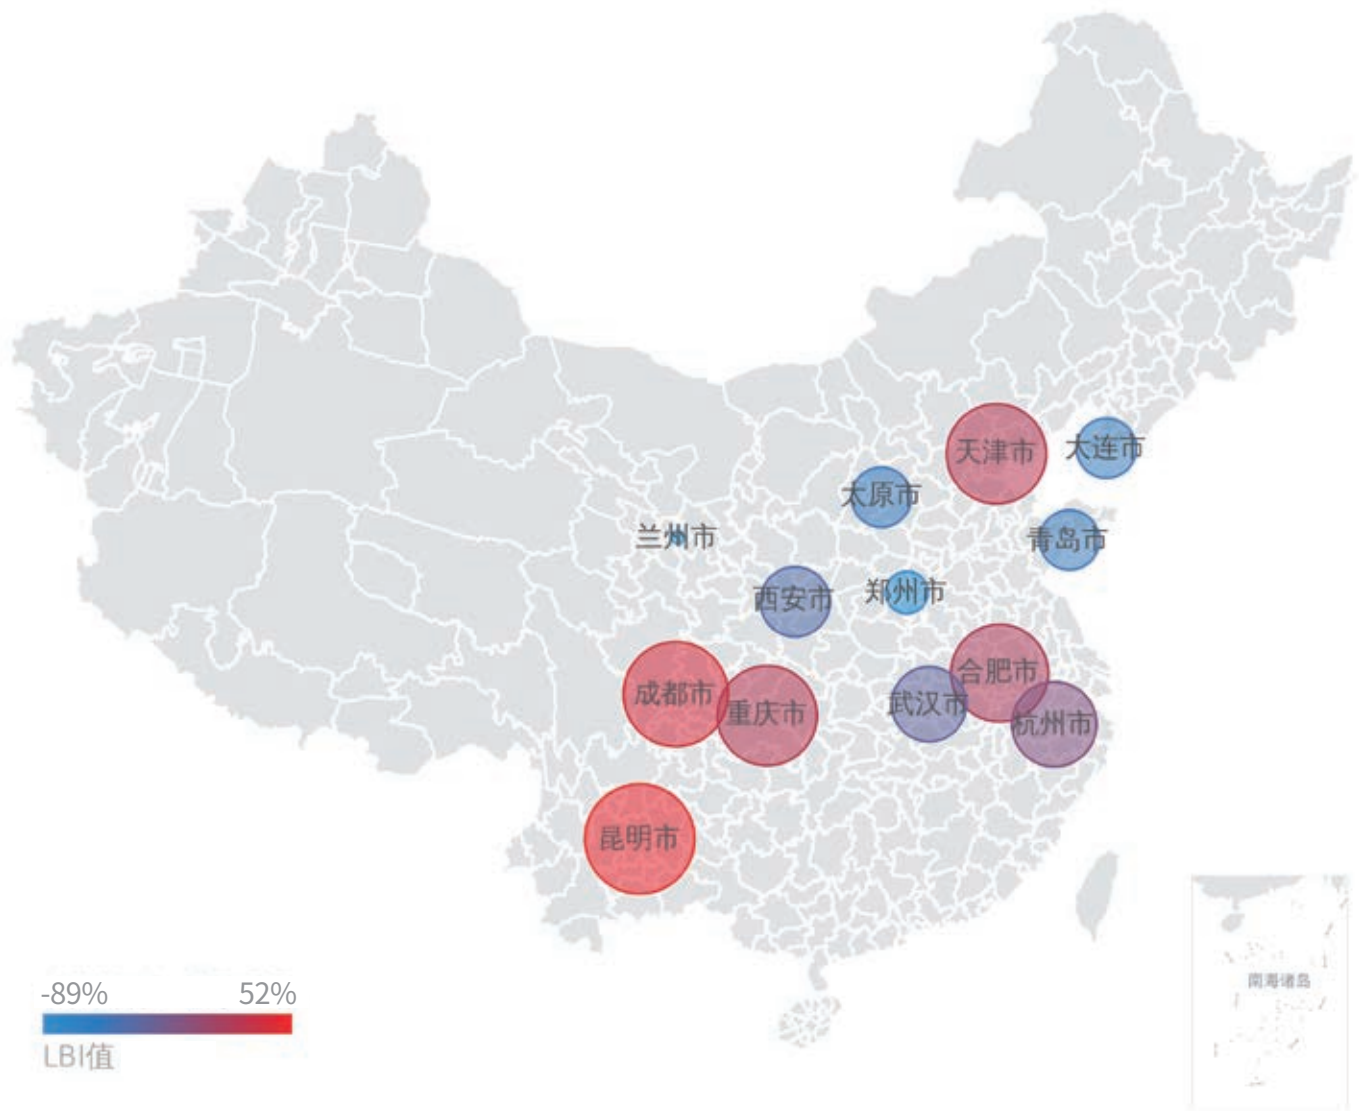 天津市
大连市
太原市
兰州市
青岛市
西安市
郑州市
合肥市
成都市
重庆市
武汉市
杭州市
昆明市
南海诸岛
-89% 52%
LBI值